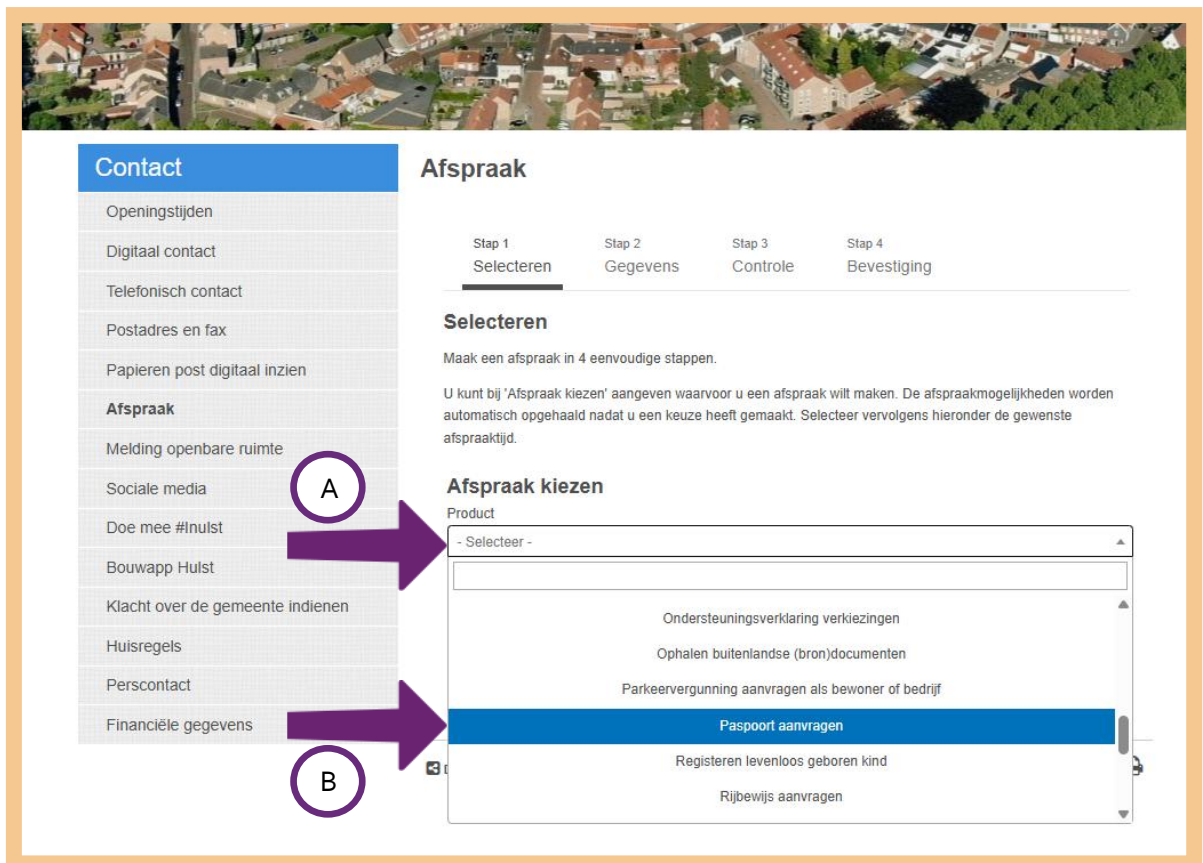 Contact
Openingstijden
Digitaal contact
Telefonisch contact
Postadres en fax
Papieren post digitaal inzien
Afspraak
Melding openbare ruimte
Sociale media
Doe mee #Inulst
Bouwapp Hulst
Klacht over de gemeente indienen
Huisregels
Perscontact
Financiële gegevens
Afspraak
Stap 1
Selecteren
Stap 2
Gegevens
Stap 3
Controle
Stap 4
Bevestiging
Selecteren
Maak een afspraak in 4 eenvoudige stappen.
U kunt bij 'Afspraak kiezen' aangeven waarvoor u een afspraak wilt maken. De afspraakmogelijkheden worden
automatisch opgehaald nadat u een keuze heeft gemaakt. Selecteer vervolgens hieronder de gewenste
afspraaktijd.
A
Afspraak kiezen
Product
- Selecteer -
Ondersteuningsverklaring verkiezingen
Ophalen buitenlandse (bron)documenten
Parkeervergunning aanvragen als bewoner of bedrijf
Paspoort aanvragen
Registeren levenloos geboren kind
Rijbewijs aanvragen
B